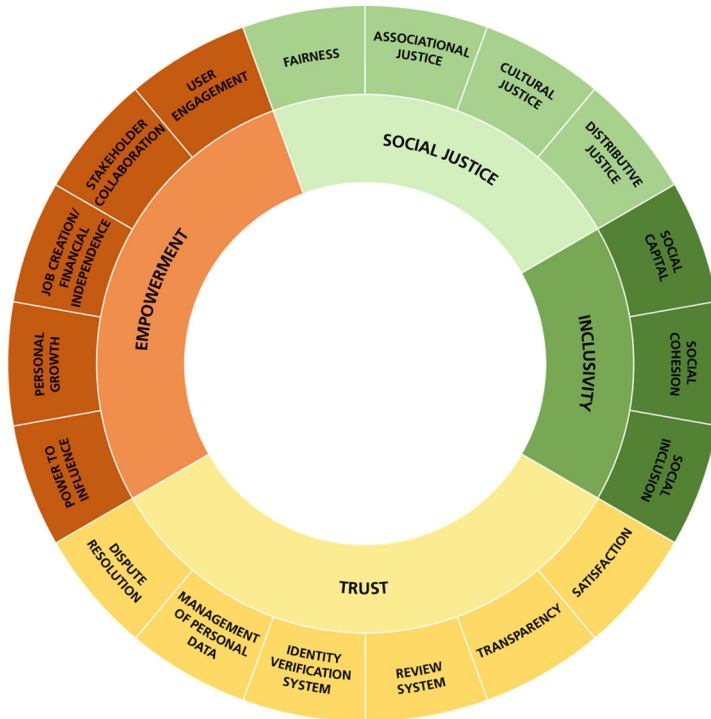 FAIRNESS
ASSOCIATIONAL
JUSTICE
CULTURAL
JUSTICE
DISTRIBUTIVE
JUSTICE
SOCIAL
CAPITAL
SOCIAL
COHESION
SOCIAL
INCLUSION
SATISFACTION
TRANSPARENCY
REVIEW
SYSTEM
IDENTITY
VERIFICATION
SYSTEM
MANAGEMENT
OF PERSONAL
DATA
DISPUTE
RESOLUTION
POWER TO
INFLUENCE
PERSONAL
GROWTH
JOB CREATION/
FINANCIAL
INDEPENDENCE
STAKEHOLDER
COLLABORATION
USER
ENGAGEMENT
SOCIAL JUSTICE
INCLUSIVITY
TRUST
EMPOWERMENT